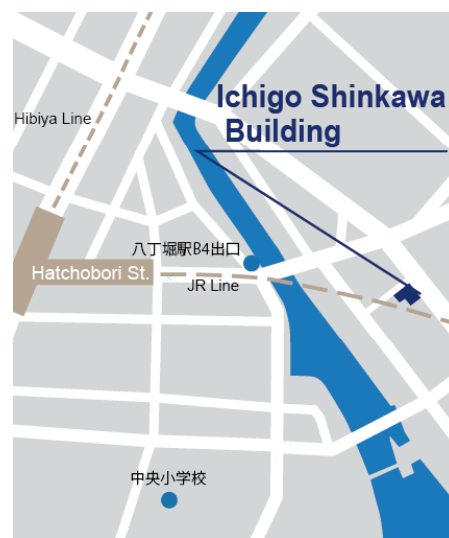 Ichigo Shinkawa
Building
Hibiya Line
八丁堀駅B4出口
Hatchobori St.
JR Line
中央小学校